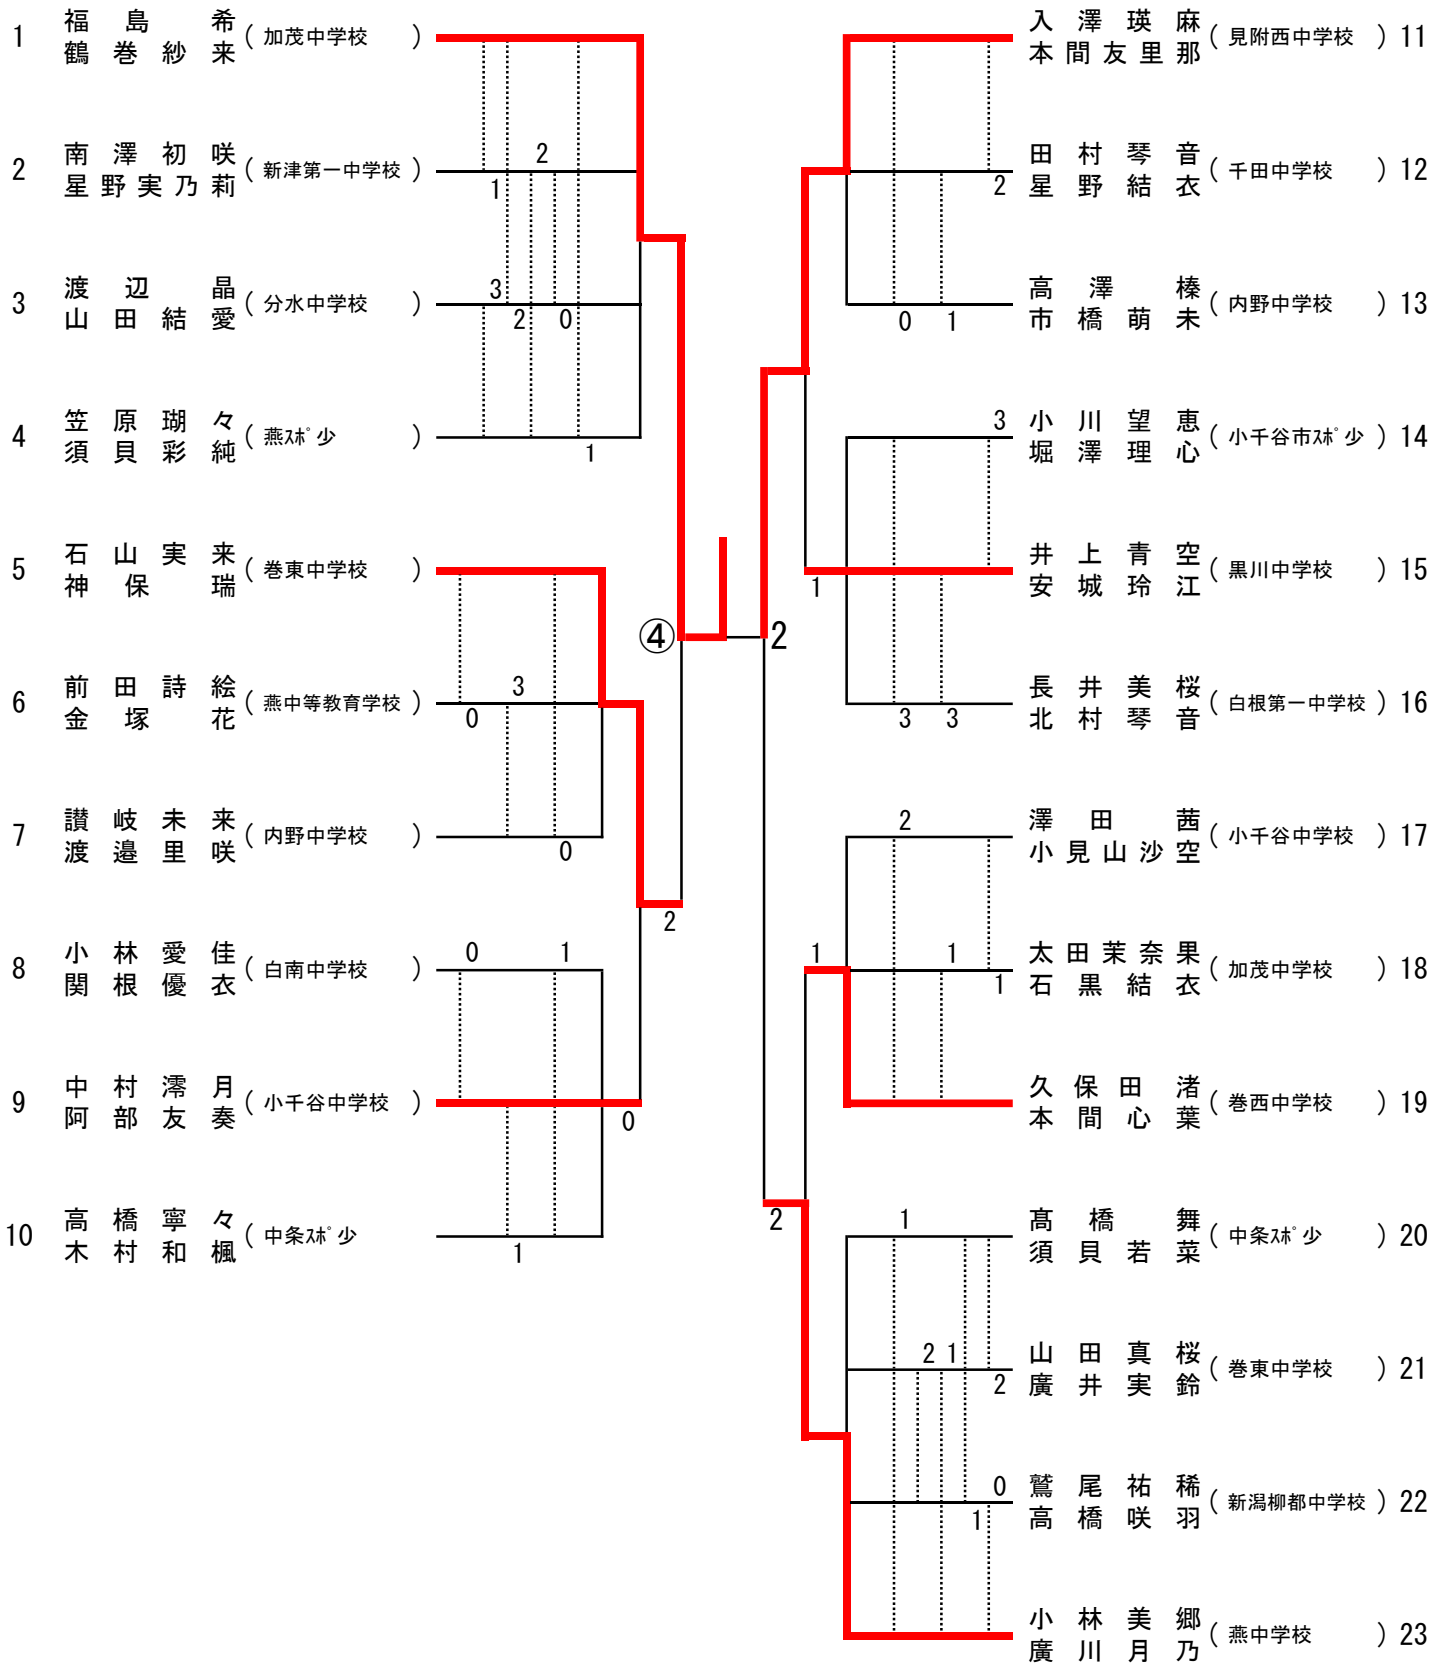 1 福島希 鶴巻紗来 ( 加茂中学校 )
2 南澤初咲 星野実乃莉 ( 新津第一中学校 )
2
1
3 渡辺晶 山田結愛 ( 分水中学校 )
3
2 0
4 笠原瑚々 須貝彩純 ( 燕ｽﾎﾟ少 )
1
5 石山実来 神保瑞 ( 巻東中学校 )
6 前田詩絵 金塚花 ( 燕中等教育学校 )
3
0
7 讃岐未来 渡邉里咲 ( 内野中学校 )
0
8 小林愛佳 関根優衣 ( 白南中学校 )
0 1
9 中村澪月 阿部友奏 ( 小千谷中学校 )
0
10 高橋寧々 木村和楓 ( 中条ｽﾎﾟ少
1
2
④ 2
入澤瑛麻 本間友里那 ( 見附西中学校 ) 11
田村琴音 星野結衣 ( 千田中学校 ) 12
2
高澤榛 市橋萌未 ( 内野中学校 ) 13
0 1
小川望恵 堀澤理心 ( 小千谷市ｽﾎﾟ少 ) 14
3
井上青空 安城玲江 ( 黒川中学校 ) 15
1
長井美桜 北村琴音 ( 白根第一中学校 ) 16
3 3
澤田茜 小見山沙空 ( 小千谷中学校 ) 17
2
太田茉奈果 石黒結衣 ( 加茂中学校 ) 18
1 1
1
久保田渚 本間心葉 ( 巻西中学校 ) 19
2
髙橋舞 須貝若菜 ( 中条ｽﾎﾟ少 ) 20
1
山田真桜 廣井実鈴 ( 巻東中学校 ) 21
2 1
2
鷲尾祐稀 高橋咲羽 ( 新潟柳都中学校 ) 22
0
1
小林美郷 廣川月乃 ( 燕中学校 ) 23